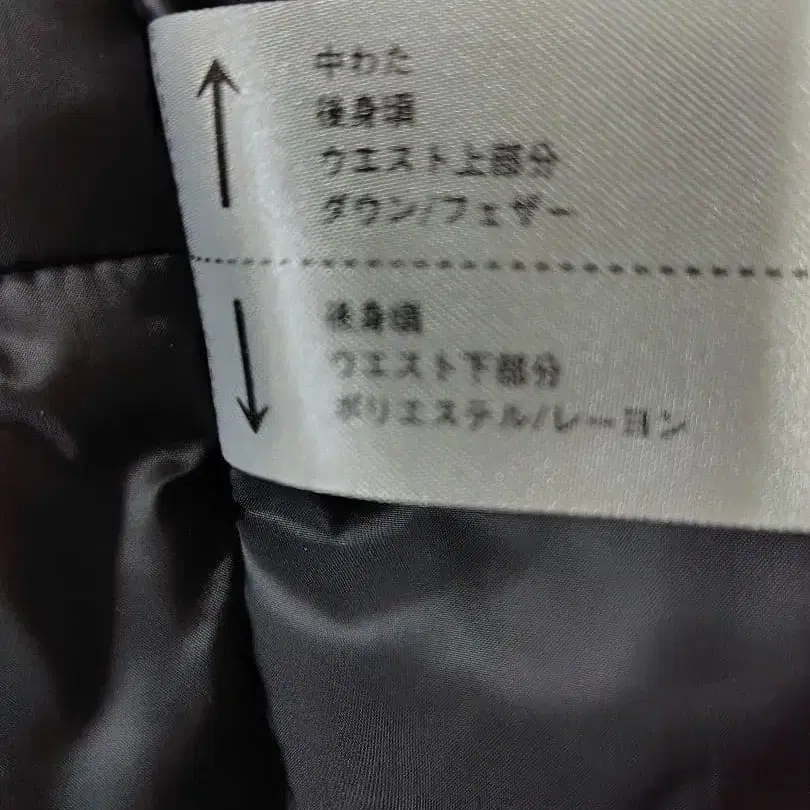 中わた
後身頃
ウエスト上部分
ダウン/フェザー
後身頃
ウエスト下部分
ポリエステル/レーヨン